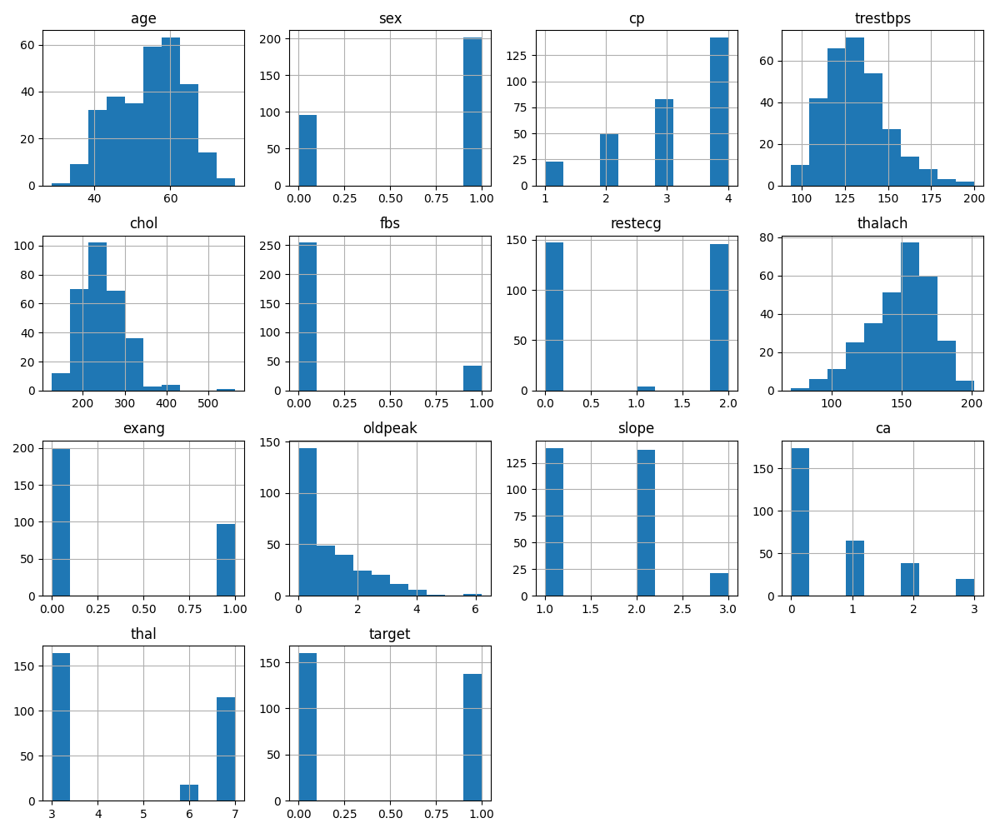 age sex cp trestbps
60 40 20 0 200 150 100 50 0 125 100 75 50 25 0 60 40 20 0
40 60 0.00 0.25 0.50 0.75 1.00 1 2 3 4 100 125 150 175 200
chol fbs restecg thalach
100 80 60 40 20 0 250 200 150 100 50 0 150 100 50 0 80 60 40 20 0
200 300 400 500 0.00 0.25 0.50 0.75 1.00 0.0 0.5 1.0 1.5 2.0 100 150 200
exang oldpeak slope ca
200 150 100 50 0 150 100 50 0 125 100 75 50 25 0 150 100 50 0
0.00 0.25 0.50 0.75 1.00 0 2 4 6 1.0 1.5 2.0 2.5 3.0 0 1 2 3
thal target
150 100 50 0 150 100 50 0
3 4 5 6 7 0.00 0.25 0.50 0.75 1.00